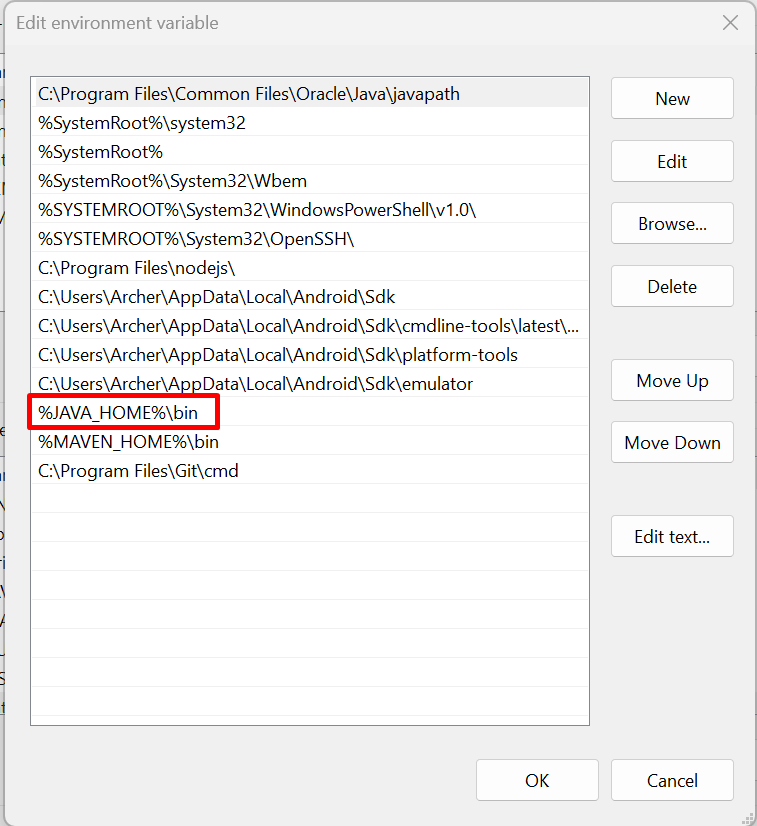 Edit environment variable
C:\Program Files\Common Files\Oracle\Java\javapath
%SystemRoot%\system32
%SystemRoot%
%SystemRoot%\System32\Wbem
%SYSTEMROOT%\System32\WindowsPowerShell\v1.0\
%SYSTEMROOT%\System32\OpenSSH\
C:\Program Files\nodejs\
C:\Users\Archer\AppData\Local\Android\Sdk
C:\Users\Archer\AppData\Local\Android\Sdk\cmdline-tools\latest\...
C:\Users\Archer\AppData\Local\Android\Sdk\platform-tools
C:\Users\Archer\AppData\Local\Android\Sdk\emulator
%JAVA_HOME%\bin
%MAVEN_HOME%\bin
C:\Program Files\Git\cmd
New
Edit
Browse...
Delete
Move Up
Move Down
Edit text...
OK
Cancel